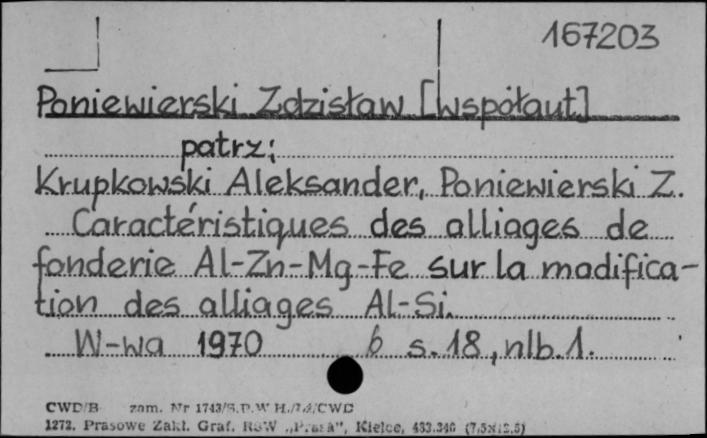 167203
Poniewierski Zdzisław [współaut]
patrz:
Krupkowski Aleksander, Poniewierski Z.
Caractéristiques des alliages de
fonderie Al-Zn-Mg-Fe sur la modifica-
tion des alliages Al-Si.
W-wa 1970 b s. 18, nlb. 1.
CWD/B zam. Nr 1743/S.P.W H./ /CWD
1272. Prasowe Zakł. Graf. RSW „Prasa", Kielce, 433.346 (7,5x12,5)